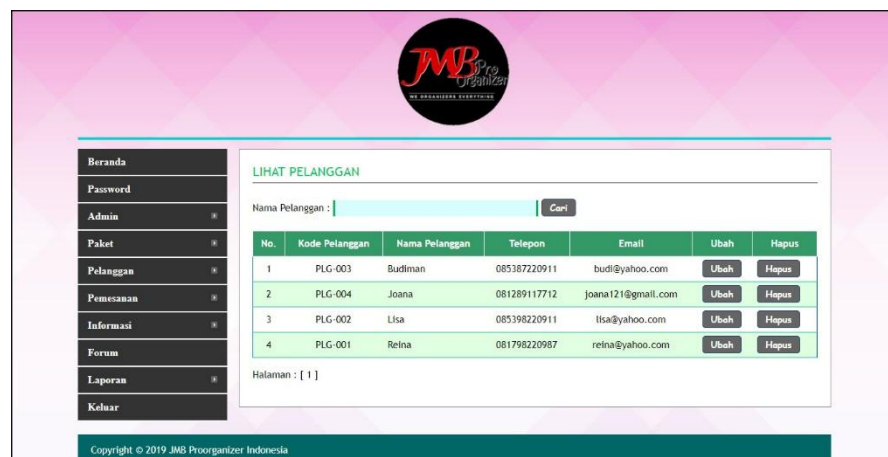 JMB Pro
Organizer
WE ORGANIZERS EVERYTHING
Beranda
Password
Admin
Paket
Pelanggan
Pemesanan
Informasi
Forum
Laporan
Keluar
LIHAT PELANGGAN
Nama Pelanggan : Cari
No. Kode Pelanggan Nama Pelanggan Telepon Email Ubah Hapus
1 PLG-003 Budiman 085387220911 budi@yahoo.com Ubah Hapus
2 PLG-004 Joana 081289117712 joana121@gmail.com Ubah Hapus
3 PLG-002 Lisa 085398220911 lisa@yahoo.com Ubah Hapus
4 PLG-001 Reina 081798220987 reina@yahoo.com Ubah Hapus
Halaman : [ 1 ]
Copyright © 2019 JMB Proorganizer Indonesia